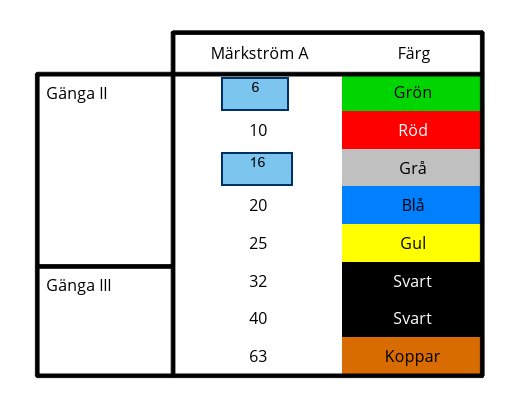 Märkström A Färg
Gänga II 6 Grön
10 Röd
16 Grå
20 Blå
25 Gul
Gänga III 32 Svart
40 Svart
63 Koppar